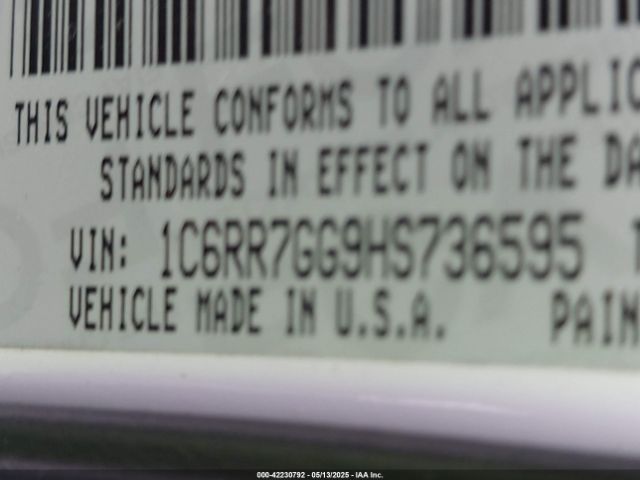 THIS VEHICLE CONFORMS TO ALL APPLIC
STANDARDS IN EFFECT ON THE DA
VIN: 1C6RR7GG9HS736595 T
VEHICLE MADE IN U.S.A. PAIN
000-42230792 - 05/13/2025 - IAA Inc.